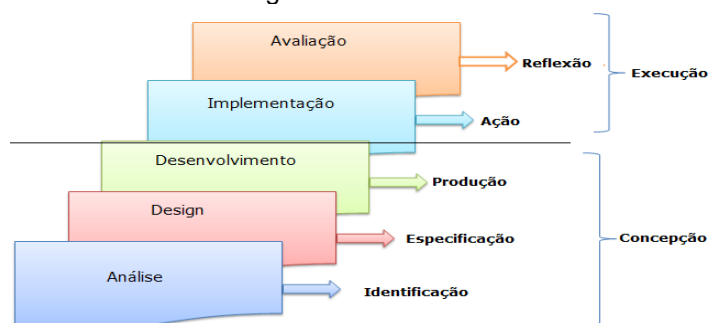 Avaliação
Reflexão
Execução
Implementação
Ação
Desenvolvimento
Produção
Design
Especificação
Concepção
Análise
Identificação